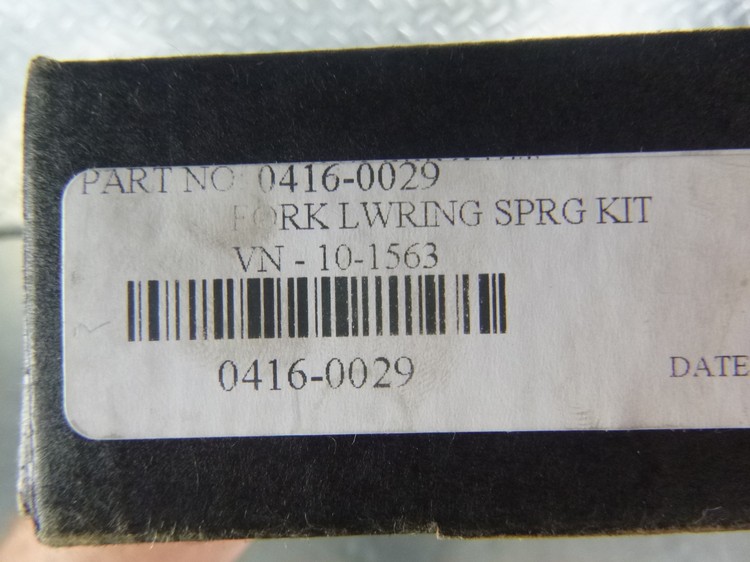 PART NO: 0416-0029
FORK LWRING SPRG KIT
VN - 10-1563
0416-0029
DATE